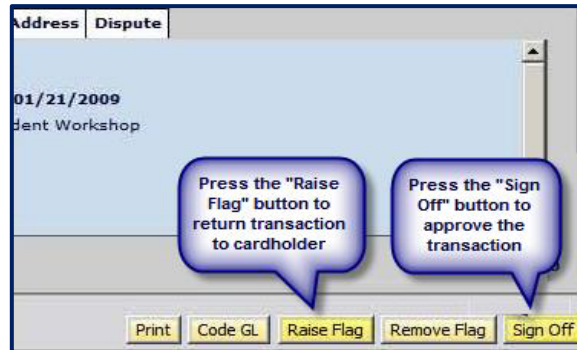 Address Dispute
01/21/2009
dent Workshop
Press the "Raise
Flag" button to
return transaction
to cardholder
Press the "Sign
Off" button to
approve the
transaction
Print Code GL Raise Flag Remove Flag Sign Off